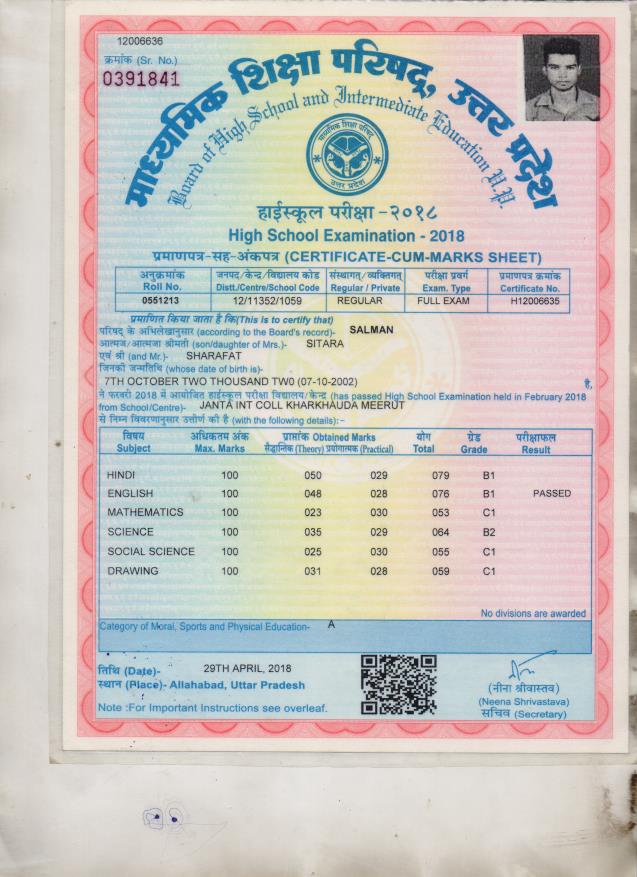 12006636
क्रमांक (Sr. No.)
0391841
माध्यमिक शिक्षा परिषद्, उत्तर प्रदेश
Board of High School and Intermediate Education U.P.
माध्यमिक शिक्षा परिषद्
उत्तर प्रदेश
हाईस्कूल परीक्षा -२०१८
High School Examination - 2018
प्रमाणपत्र-सह-अंकपत्र (CERTIFICATE-CUM-MARKS SHEET)
अनुक्रमांक जनपद/केन्द्र/विद्यालय कोड संस्थागत/व्यक्तिगत् परीक्षा प्रवर्ग प्रमाणपत्र क्रमांक
Roll No. Distt./Centre/School Code Regular / Private Exam. Type Certificate No.
0551213 12/11352/1059 REGULAR FULL EXAM H12006635
प्रमाणित किया जाता है कि(This is to certify that)
परिषद् के अभिलेखानुसार (according to the Board's record)- SALMAN
आत्मज/आत्मजा श्रीमती (son/daughter of Mrs.)- SITARA
एवं श्री (and Mr.)- SHARAFAT
जिनकी जन्मतिथि (whose date of birth is)-
7TH OCTOBER TWO THOUSAND TW0 (07-10-2002) है,
ने फरवरी 2018 में आयोजित हाईस्कूल परीक्षा विद्यालय/केन्द्र (has passed High School Examination held in February 2018
from School/Centre)- JANTA INT COLL KHARKHAUDA MEERUT
से निम्न विवरणानुसार उत्तीर्ण की है (with the following details):-
विषय अधिकतम अंक प्राप्तांक Obtained Marks योग ग्रेड परीक्षाफल
Subject Max. Marks सैद्धान्तिक (Theory) प्रयोगात्मक (Practical) Total Grade Result
HINDI 100 050 029 079 B1
ENGLISH 100 048 028 076 B1 PASSED
MATHEMATICS 100 023 030 053 C1
SCIENCE 100 035 029 064 B2
SOCIAL SCIENCE 100 025 030 055 C1
DRAWING 100 031 028 059 C1
No divisions are awarded
Category of Moral, Sports and Physical Education- A
तिथि (Date)- 29TH APRIL, 2018
स्थान (Place)- Allahabad, Uttar Pradesh
(नीना श्रीवास्तव)
(Neena Shrivastava)
सचिव (Secretary)
Note :For Important Instructions see overleaf.